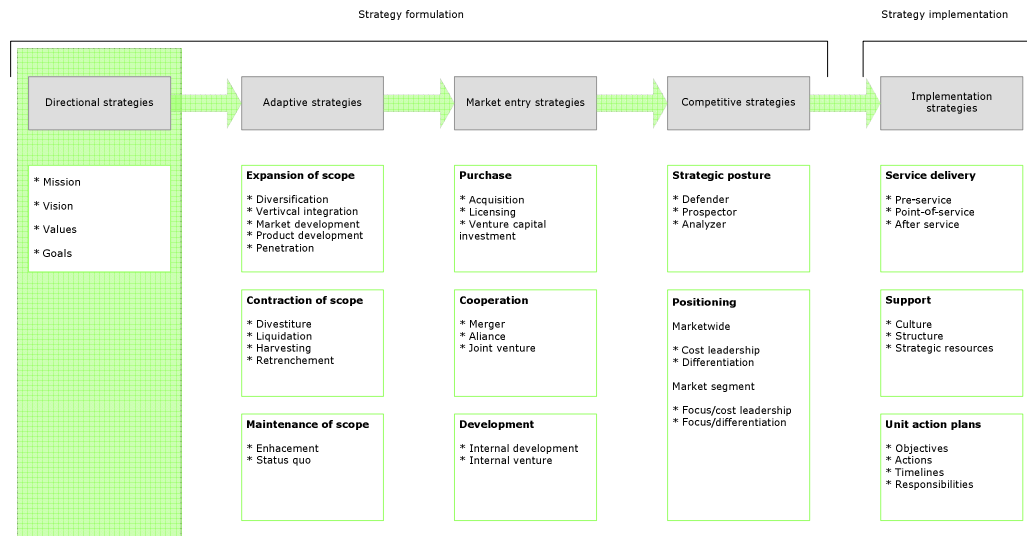 Strategy formulation
Strategy implementation
Directional strategies
Adaptive strategies
Market entry strategies
Competitive strategies
Implementation
strategies
* Mission
* Vision
* Values
* Goals
Expansion of scope
* Diversification
* Vertivcal integration
* Market development
* Product development
* Penetration
Contraction of scope
* Divestiture
* Liquidation
* Harvesting
* Retrenchement
Maintenance of scope
* Enhacement
* Status quo
Purchase
* Acquisition
* Licensing
* Venture capital
investment
Cooperation
* Merger
* Aliance
* Joint venture
Development
* Internal development
* Internal venture
Strategic posture
* Defender
* Prospector
* Analyzer
Positioning
Marketwide
* Cost leadership
* Differentiation
Market segment
* Focus/cost leadership
* Focus/differentiation
Service delivery
* Pre-service
* Point-of-service
* After service
Support
* Culture
* Structure
* Strategic resources
Unit action plans
* Objectives
* Actions
* Timelines
* Responsibilities